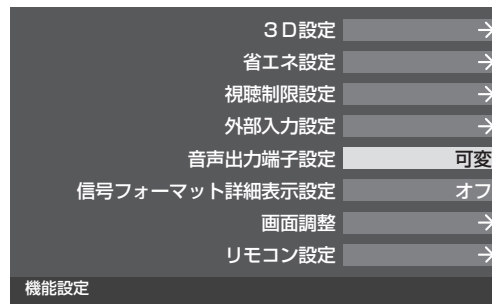 ３Ｄ設定 →
省エネ設定 →
視聴制限設定 →
外部入力設定 →
音声出力端子設定 可変
信号フォーマット詳細表示設定 オフ
画面調整 →
リモコン設定 →
機能設定